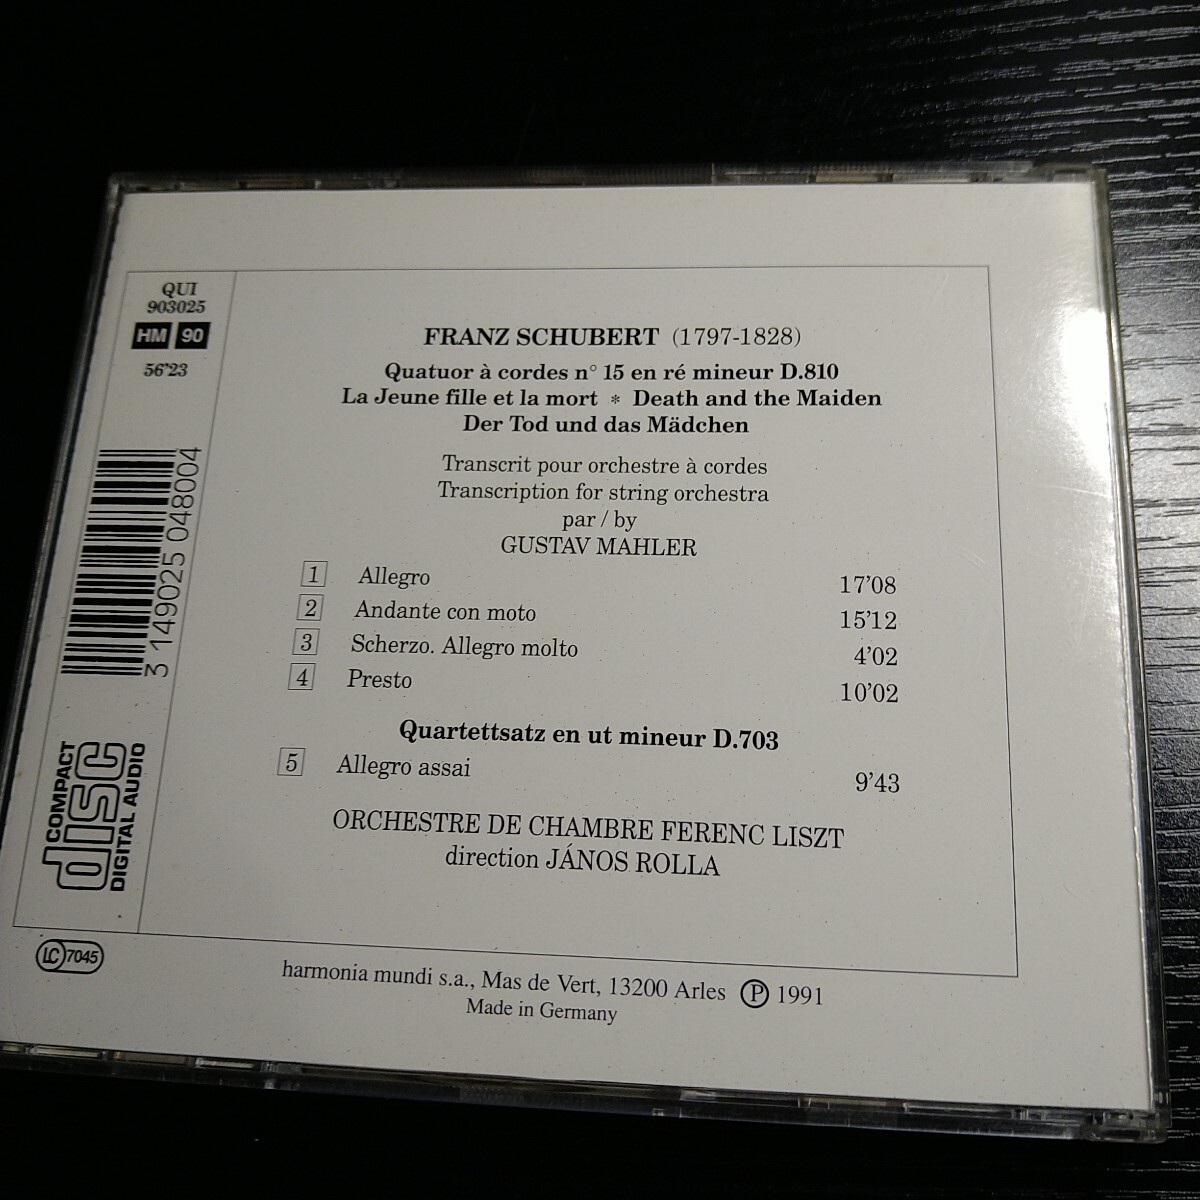 QUI
903025
HM 90
56'23
3 149025 048004
COMPACT
disc
DIGITAL AUDIO
FRANZ SCHUBERT (1797-1828)
Quatuor à cordes n° 15 en ré mineur D.810
La Jeune fille et la mort * Death and the Maiden
Der Tod und das Mädchen
Transcrit pour orchestre à cordes
Transcription for string orchestra
par / by
GUSTAV MAHLER
1 Allegro 17'08
2 Andante con moto 15'12
3 Scherzo. Allegro molto 4'02
4 Presto 10'02
Quartettsatz en ut mineur D.703
5 Allegro assai 9'43
ORCHESTRE DE CHAMBRE FERENC LISZT
direction JÁNOS ROLLA
LC 7045
harmonia mundi s.a., Mas de Vert, 13200 Arles Ⓟ 1991
Made in Germany